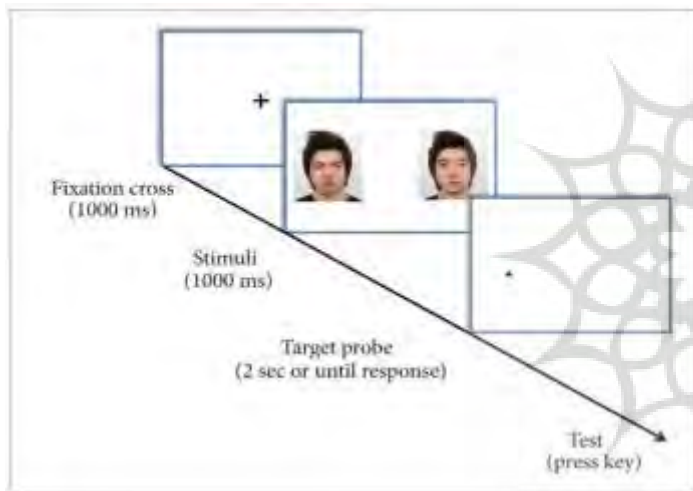 Fixation cross
(1000 ms)
Stimuli
(1000 ms)
Target probe
(2 sec or until response)
Test
(press key)